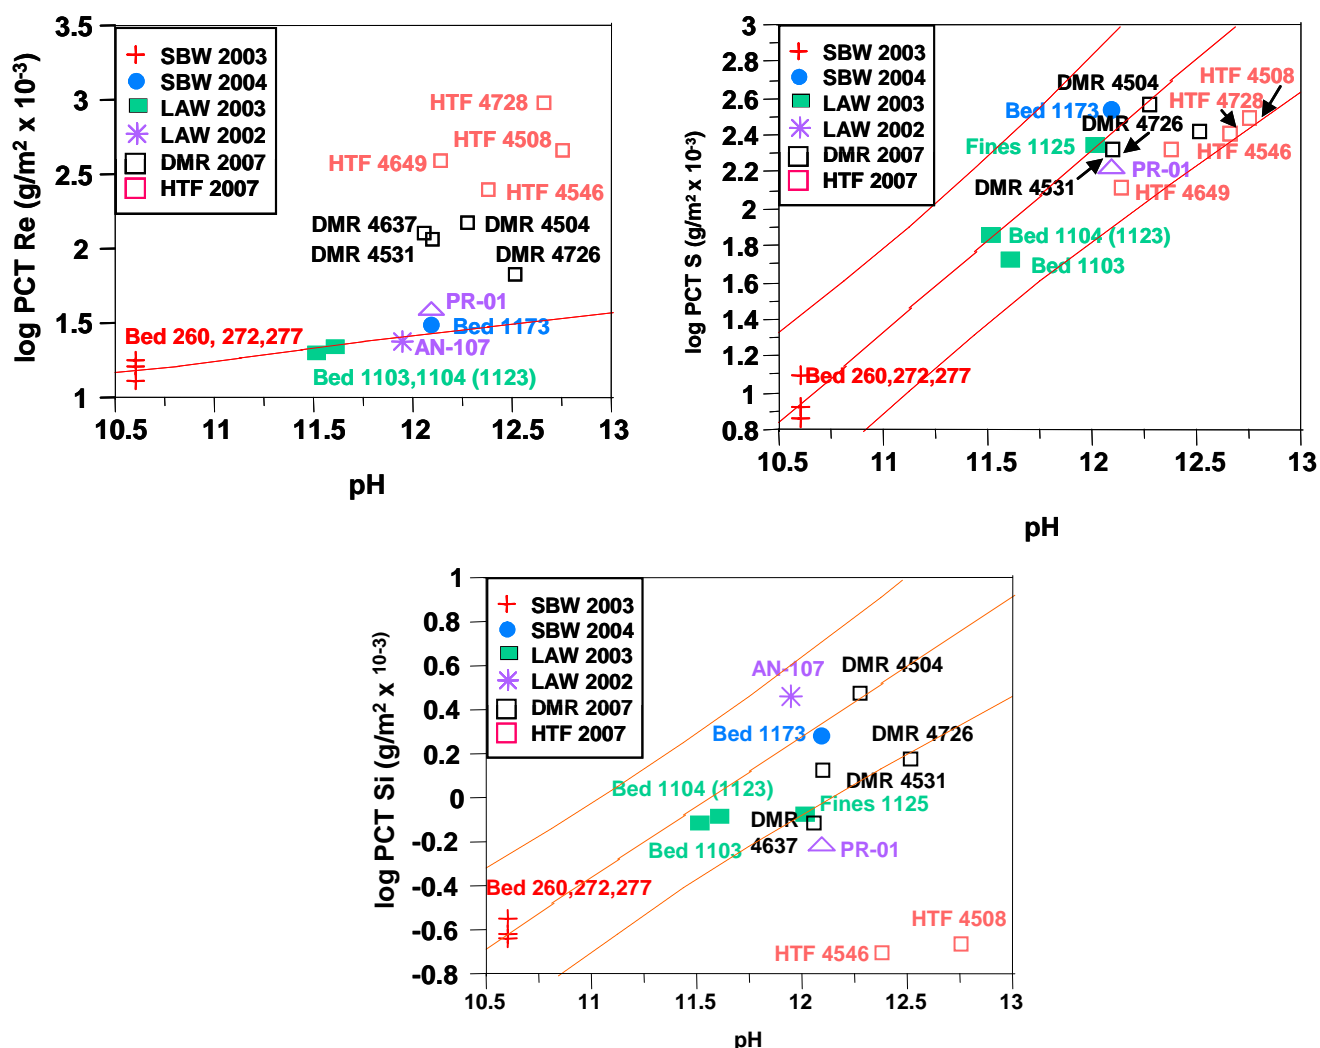 log PCT Re (g/m² x 10⁻³)
3.5
3
2.5
2
1.5
1
SBW 2003
SBW 2004
LAW 2003
LAW 2002
DMR 2007
HTF 2007
HTF 4728
HTF 4508
HTF 4649
HTF 4546
DMR 4637
DMR 4504
DMR 4531
DMR 4726
PR-01
Bed 260, 272,277
Bed 1173
AN-107
Bed 1103,1104 (1123)
10.5 11 11.5 12 12.5 13
pH
log PCT S (g/m² x 10⁻³)
3
2.8
2.6
2.4
2.2
2
1.8
1.6
1.4
1.2
1
0.8
SBW 2003
SBW 2004
LAW 2003
LAW 2002
DMR 2007
HTF 2007
HTF 4508
DMR 4504
HTF 4728
Bed 1173
DMR 4726
Fines 1125
HTF 4546
PR-01
DMR 4531
HTF 4649
Bed 1104 (1123)
Bed 1103
Bed 260,272,277
10.5 11 11.5 12 12.5 13
pH
log PCT Si (g/m² x 10-3)
1
0.8
0.6
0.4
0.2
0
-0.2
-0.4
-0.6
-0.8
SBW 2003
SBW 2004
LAW 2003
LAW 2002
DMR 2007
HTF 2007
AN-107
DMR 4504
Bed 1173
DMR 4726
DMR 4531
Bed 1104 (1123)
Fines 1125
DMR
4637
Bed 1103
PR-01
Bed 260,272,277
HTF 4508
HTF 4546
10.5 11 11.5 12 12.5 13
pH